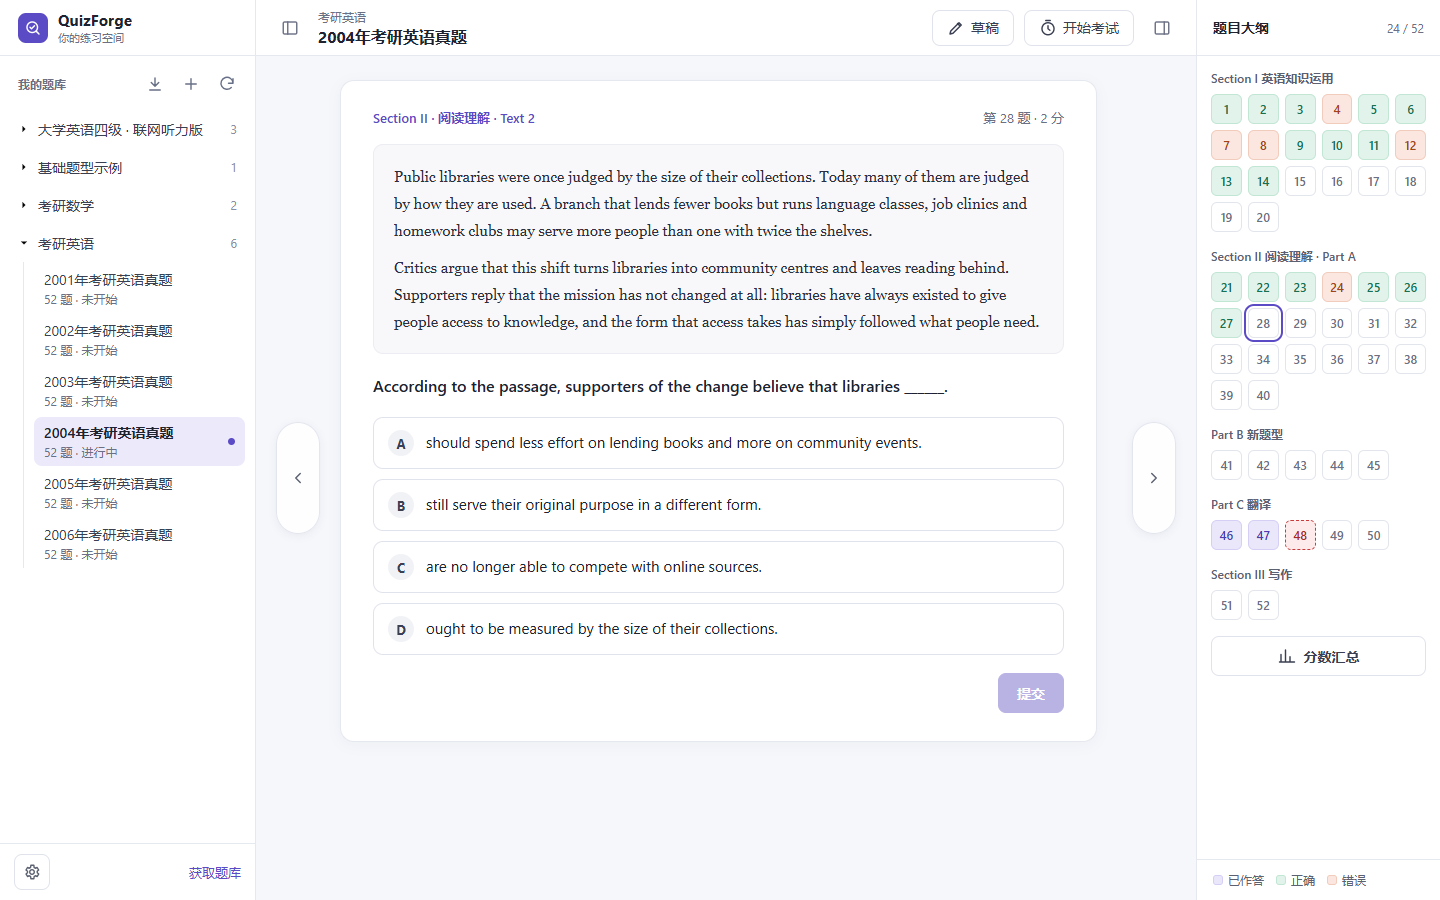 QuizForge
你的练习空间
我的题库
大学英语四级 · 联网听力版 3
基础题型示例 1
考研数学 2
考研英语 6
2001年考研英语真题
52 题 · 未开始
2002年考研英语真题
52 题 · 未开始
2003年考研英语真题
52 题 · 未开始
2004年考研英语真题
52 题 · 进行中
2005年考研英语真题
52 题 · 未开始
2006年考研英语真题
52 题 · 未开始
获取题库
考研英语
2004年考研英语真题
草稿
开始考试
Section II · 阅读理解 · Text 2
第 28 题 · 2 分
Public libraries were once judged by the size of their collections. Today many of them are judged
by how they are used. A branch that lends fewer books but runs language classes, job clinics and
homework clubs may serve more people than one with twice the shelves.
Critics argue that this shift turns libraries into community centres and leaves reading behind.
Supporters reply that the mission has not changed at all: libraries have always existed to give
people access to knowledge, and the form that access takes has simply followed what people need.
According to the passage, supporters of the change believe that libraries ______.
A should spend less effort on lending books and more on community events.
B still serve their original purpose in a different form.
C are no longer able to compete with online sources.
D ought to be measured by the size of their collections.
提交
题目大纲 24 / 52
Section I 英语知识运用
1 2 3 4 5 6
7 8 9 10 11 12
13 14 15 16 17 18
19 20
Section II 阅读理解 · Part A
21 22 23 24 25 26
27 28 29 30 31 32
33 34 35 36 37 38
39 40
Part B 新题型
41 42 43 44 45
Part C 翻译
46 47 48 49 50
Section III 写作
51 52
分数汇总
已作答 正确 错误